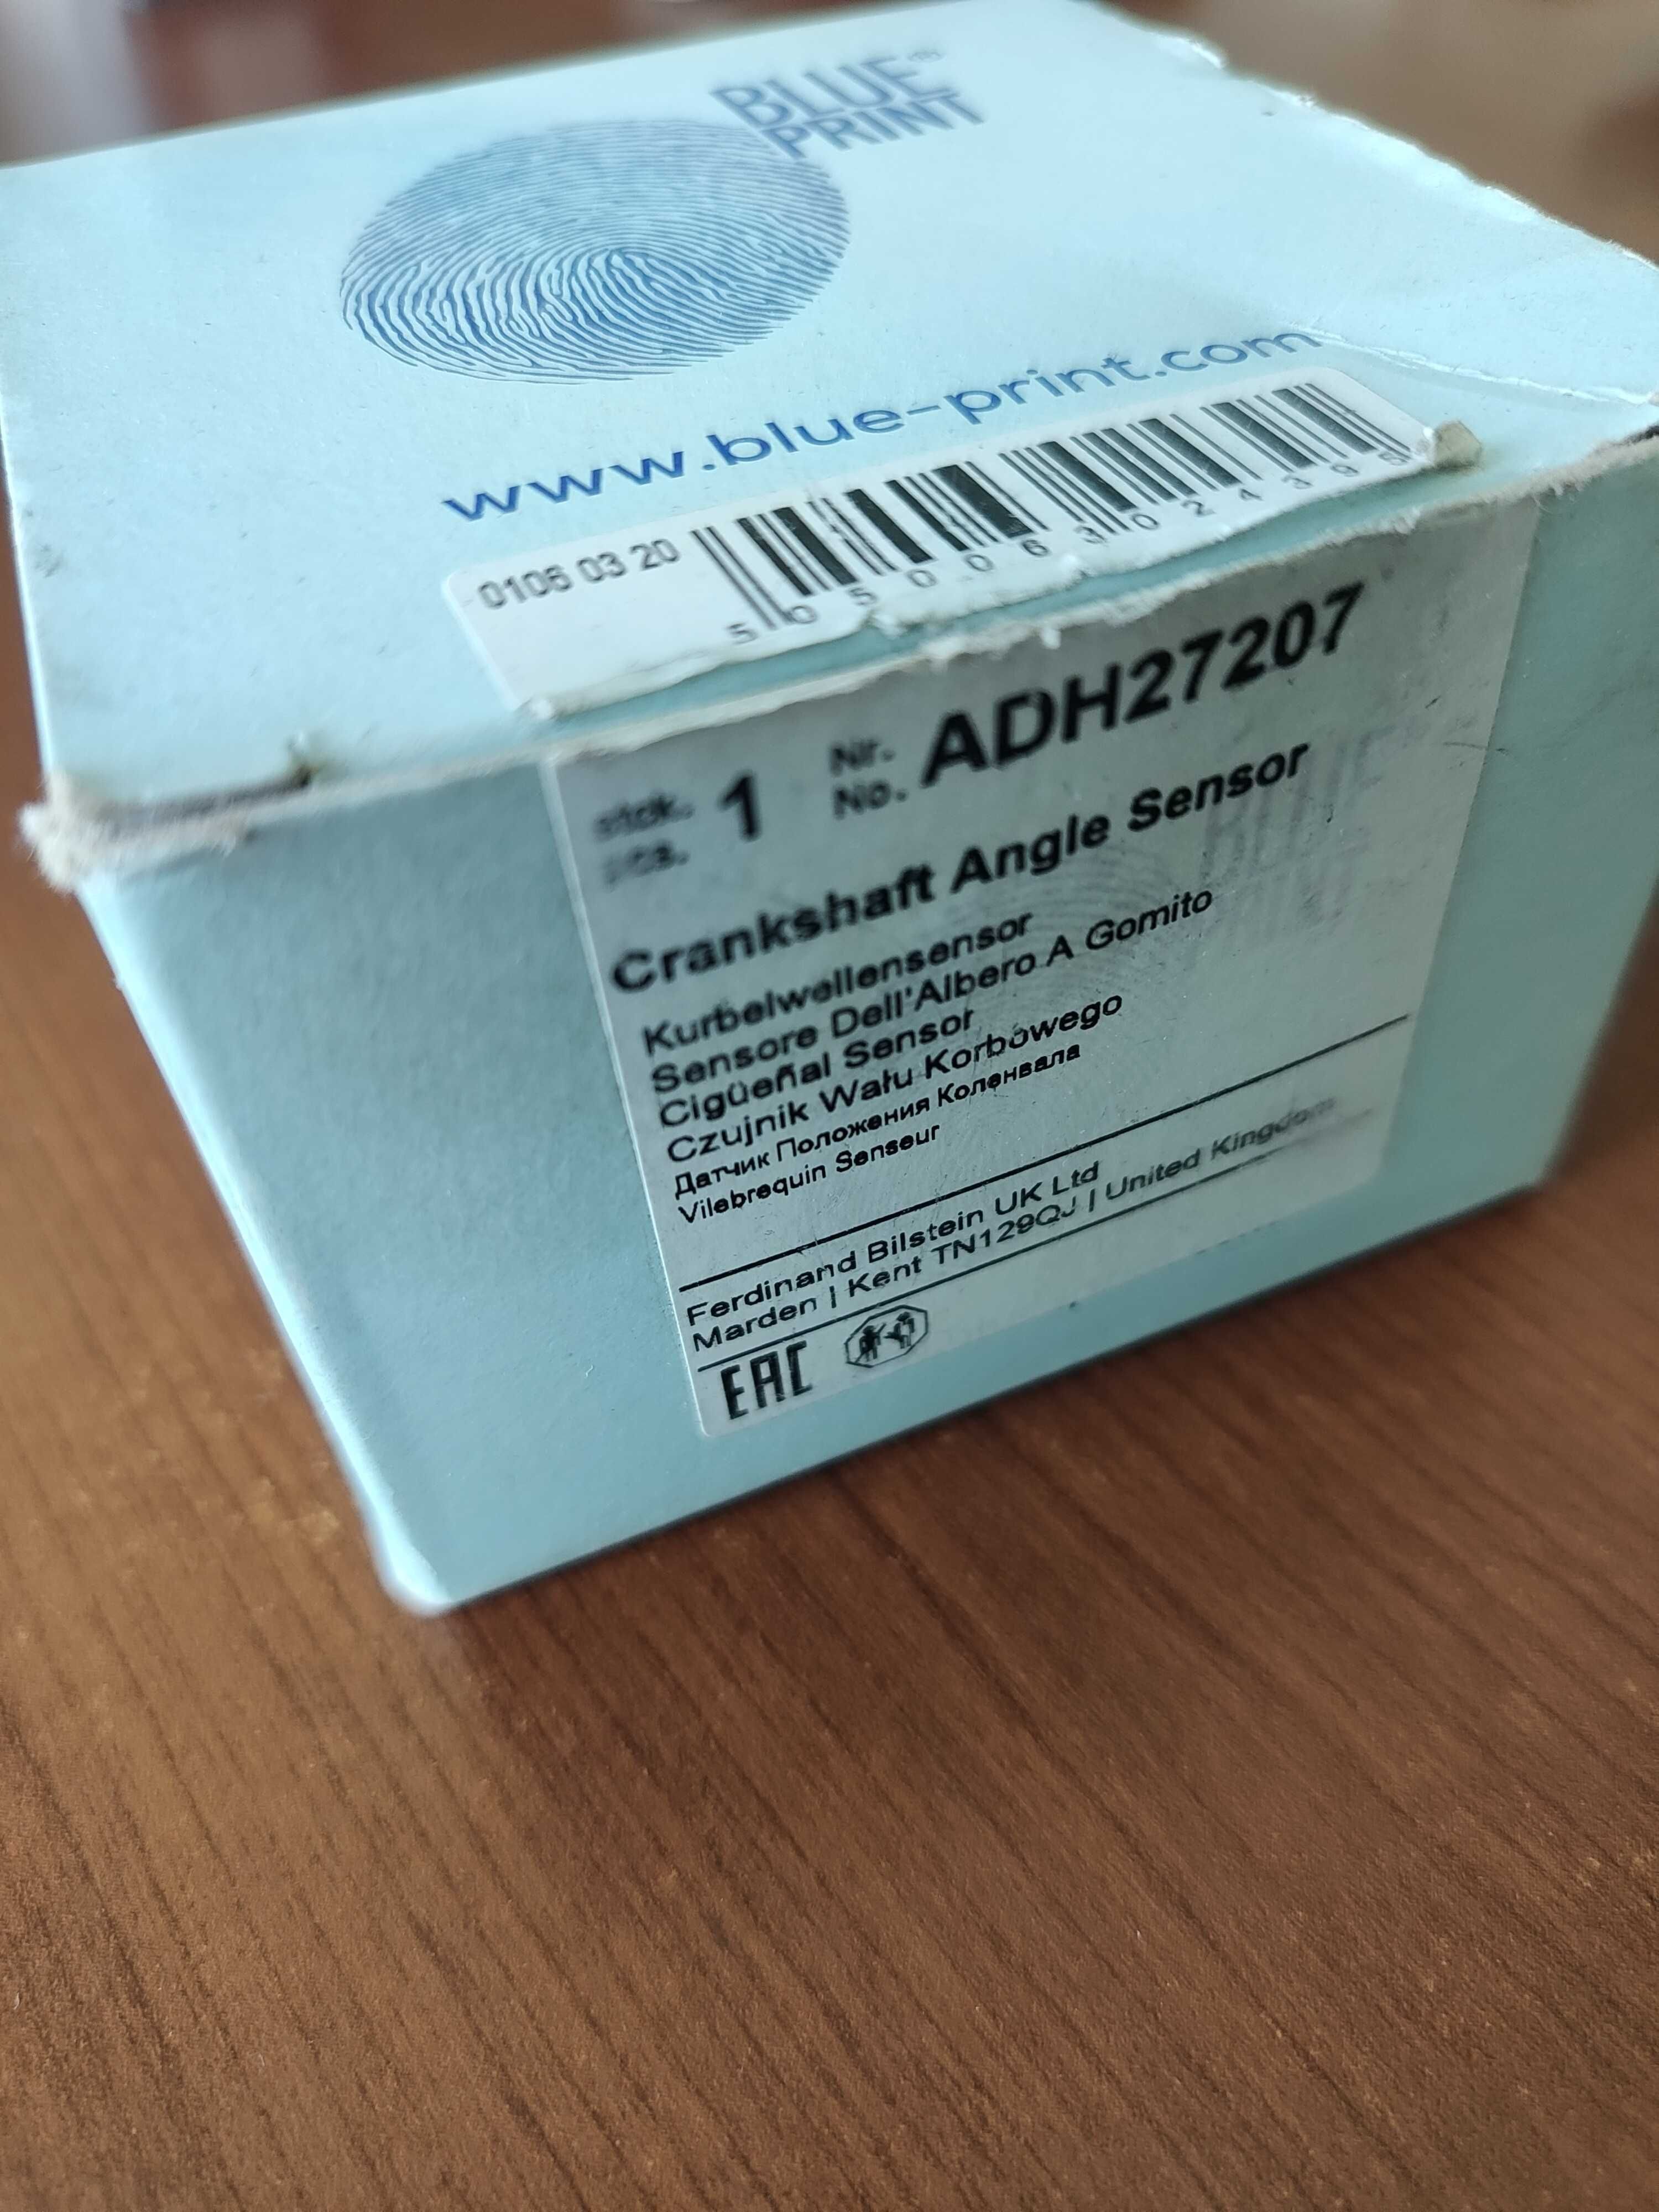 BLUE®
PRINT
www.blue-print.com
0106 03 20
5 050063 024395
stck. 1 Nr. ADH27207
pcs. No.
Crankshaft Angle Sensor
Kurbelwellensensor
Sensore Dell'Albero A Gomito
Cigüeñal Sensor
Czujnik Wału Korbowego
Датчик Положения Коленвала
Vilebrequin Senseur
Ferdinand Bilstein UK Ltd
Marden | Kent TN129QJ | United Kingdom
EAC